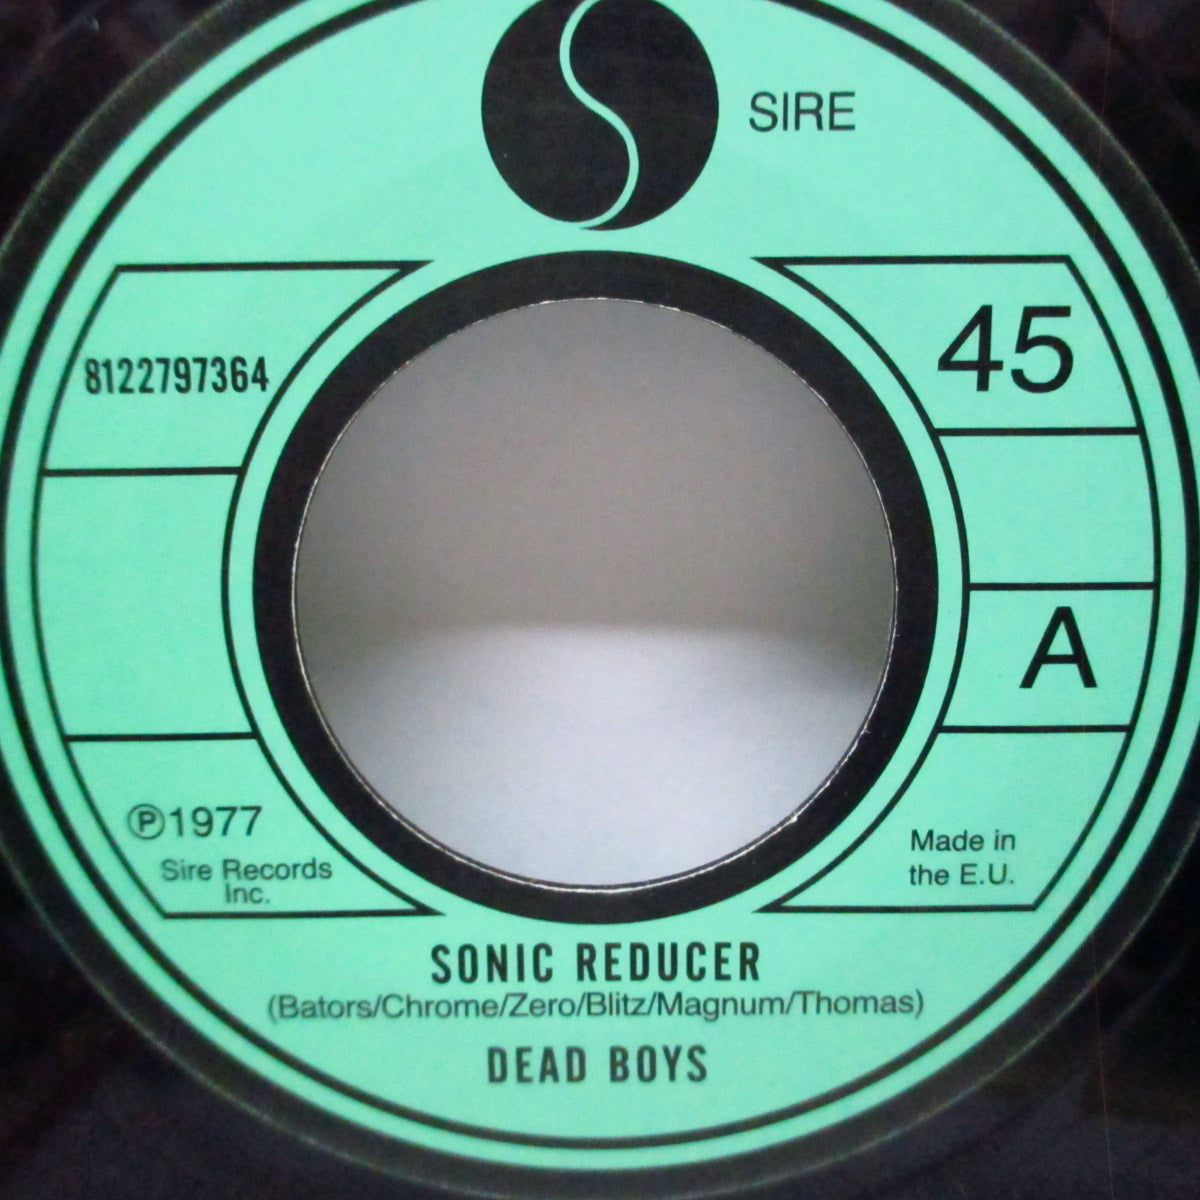 SIRE
8122797364
45
A
℗1977
Sire Records
Inc.
Made in
the E.U.
SONIC REDUCER
(Bators/Chrome/Zero/Blitz/Magnum/Thomas)
DEAD BOYS